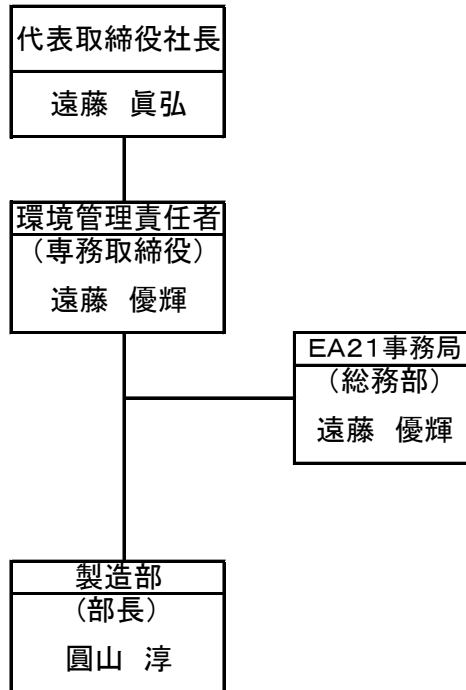 代表取締役社長
遠藤　眞弘
環境管理責任者
（専務取締役）
遠藤　優輝
EA21事務局
（総務部）
遠藤　優輝
製造部
（部長）
圓山　淳